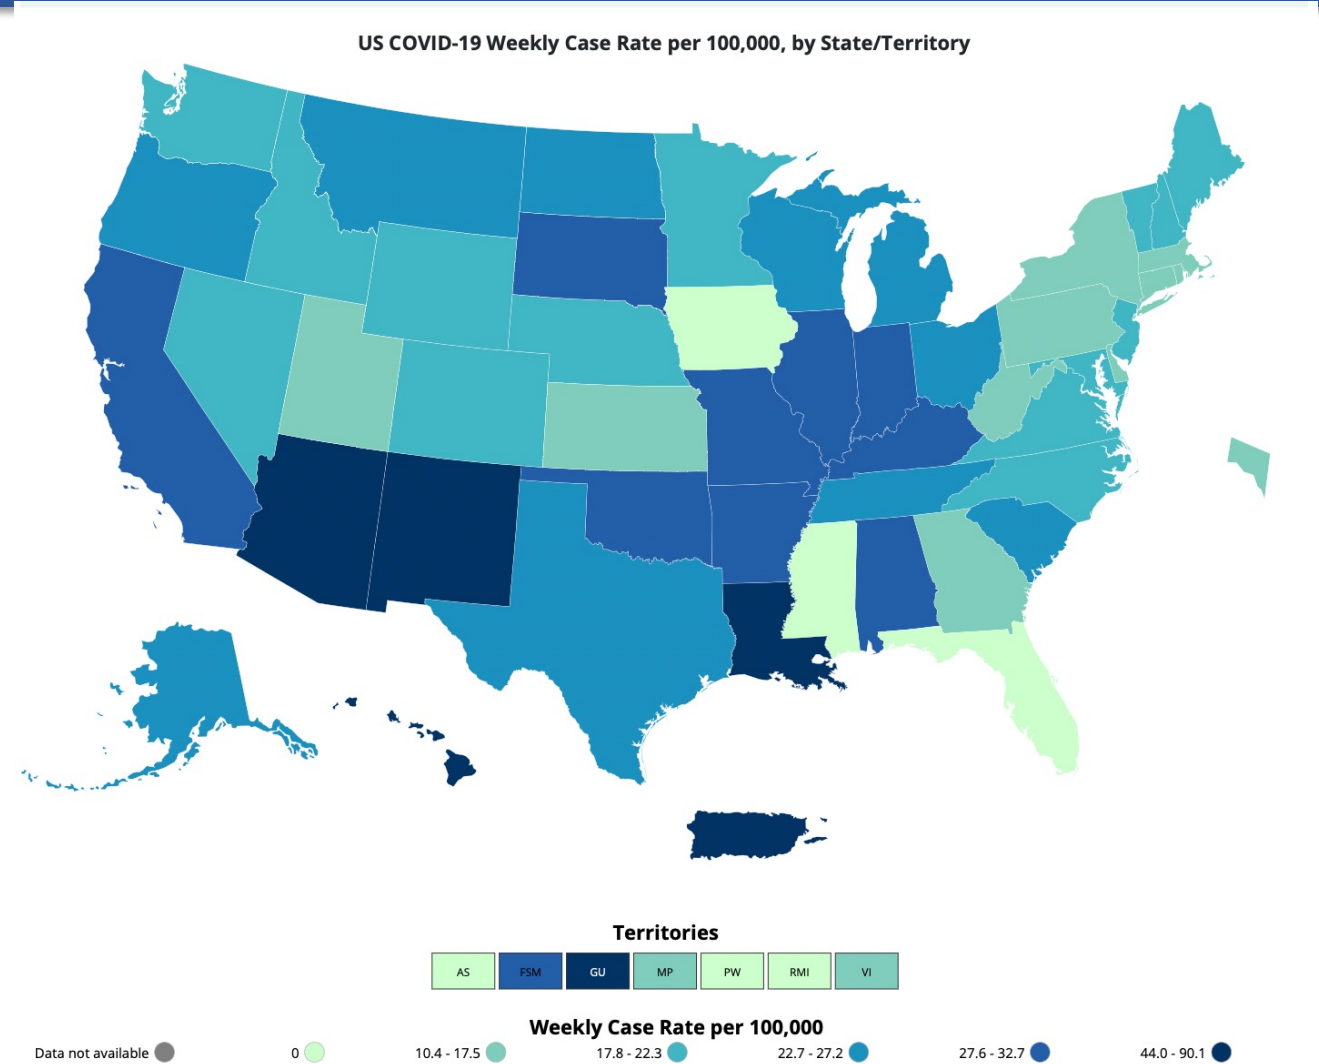 US COVID-19 Weekly Case Rate per 100,000, by State/Territory
Territories
AS FSM GU MP PW RMI VI
Weekly Case Rate per 100,000
Data not available 0 10.4 - 17.5 17.8 - 22.3 22.7 - 27.2 27.6 - 32.7 44.0 - 90.1